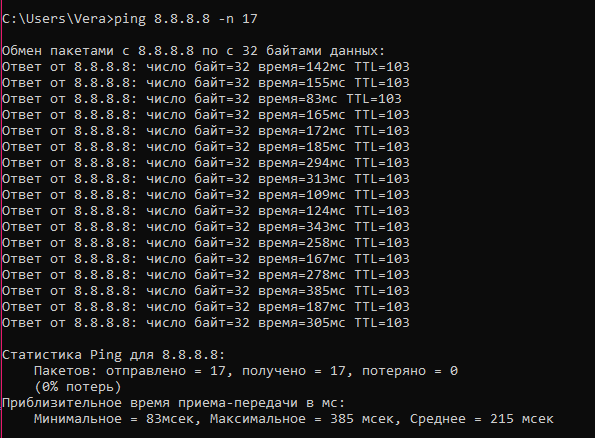 C:\Users\Vera>ping 8.8.8.8 -n 17
Обмен пакетами с 8.8.8.8 по с 32 байтами данных:
Ответ от 8.8.8.8: число байт=32 время=142мс TTL=103
Ответ от 8.8.8.8: число байт=32 время=155мс TTL=103
Ответ от 8.8.8.8: число байт=32 время=83мс TTL=103
Ответ от 8.8.8.8: число байт=32 время=165мс TTL=103
Ответ от 8.8.8.8: число байт=32 время=172мс TTL=103
Ответ от 8.8.8.8: число байт=32 время=185мс TTL=103
Ответ от 8.8.8.8: число байт=32 время=294мс TTL=103
Ответ от 8.8.8.8: число байт=32 время=313мс TTL=103
Ответ от 8.8.8.8: число байт=32 время=109мс TTL=103
Ответ от 8.8.8.8: число байт=32 время=124мс TTL=103
Ответ от 8.8.8.8: число байт=32 время=343мс TTL=103
Ответ от 8.8.8.8: число байт=32 время=258мс TTL=103
Ответ от 8.8.8.8: число байт=32 время=167мс TTL=103
Ответ от 8.8.8.8: число байт=32 время=278мс TTL=103
Ответ от 8.8.8.8: число байт=32 время=385мс TTL=103
Ответ от 8.8.8.8: число байт=32 время=187мс TTL=103
Ответ от 8.8.8.8: число байт=32 время=305мс TTL=103
Статистика Ping для 8.8.8.8:
Пакетов: отправлено = 17, получено = 17, потеряно = 0
(0% потерь)
Приблизительное время приема-передачи в мс:
Минимальное = 83мсек, Максимальное = 385 мсек, Среднее = 215 мсек